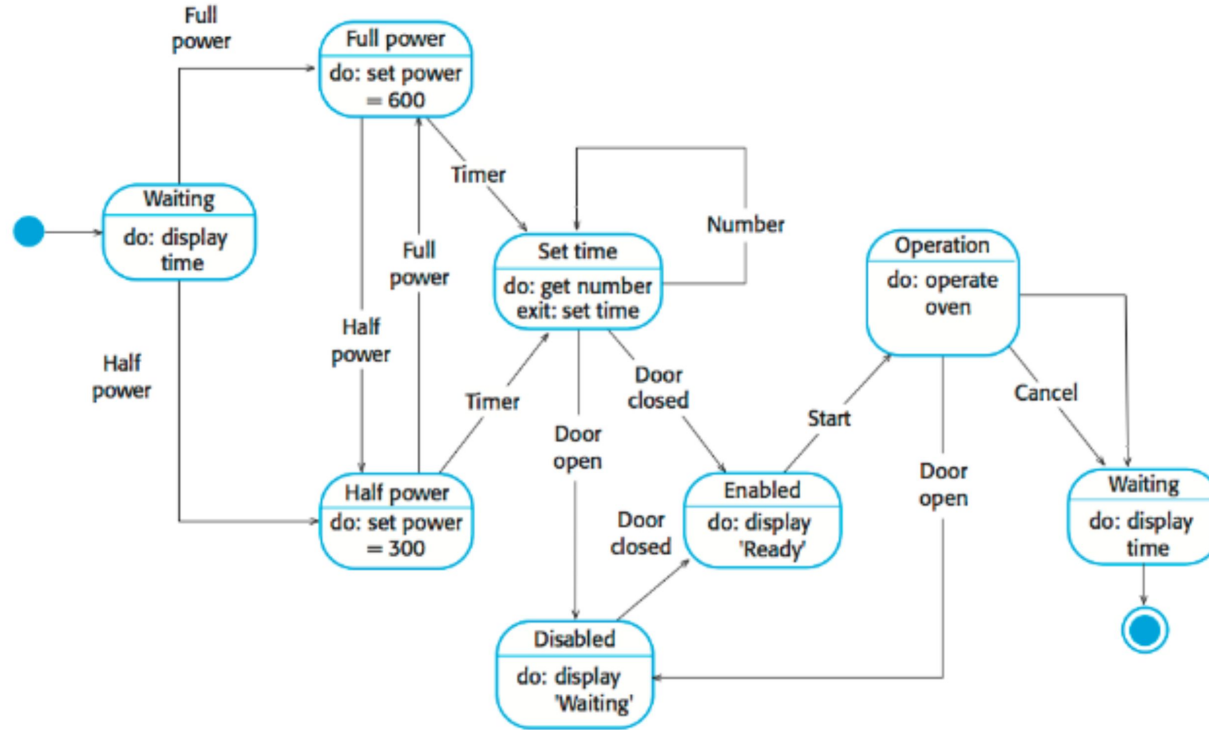 Full
power
Full power
do: set power
= 600
Timer
Waiting
do: display
time
Full
power
Number
Set time
do: get number
exit: set time
Operation
do: operate
oven
Half
power
Half
power
Timer
Door
closed
Door
open
Start
Cancel
Door
open
Half power
do: set power
= 300
Enabled
do: display
'Ready'
Waiting
do: display
time
Door
closed
Disabled
do: display
'Waiting'